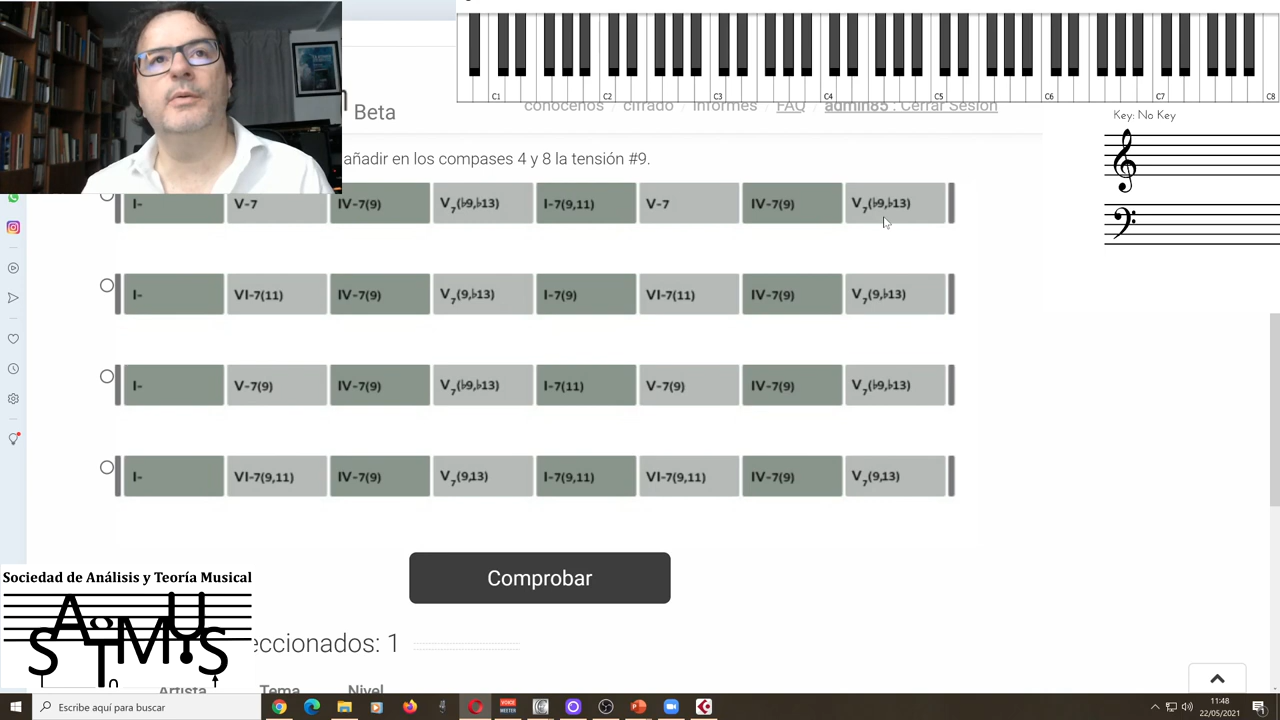 C1 C2 C3 C4 C5 C6 C7 C8
Beta
conócenos / cifrado / informes / FAQ / admin85 : Cerrar Sesión
Key: No Key
añadir en los compases 4 y 8 la tensión #9.
I- V-7 IV-7(9) V7(♭9,♭13) I-7(9,11) V-7 IV-7(9) V7(♭9,♭13)
I- VI-7(11) IV-7(9) V7(9,♭13) I-7(9) VI-7(11) IV-7(9) V7(9,♭13)
I- V-7(9) IV-7(9) V7(♭9,♭13) I-7(11) V-7(9) IV-7(9) V7(♭9,♭13)
I- VI-7(9,11) IV-7(9) V7(9,13) I-7(9,11) VI-7(9,11) IV-7(9) V7(9,13)
Comprobar
Sociedad de Análisis y Teoría Musical
SATMUS
eccionados: 1
Artista Tema Nivel
Escribe aquí para buscar
VOICE MEETER
11:48
22/05/2021